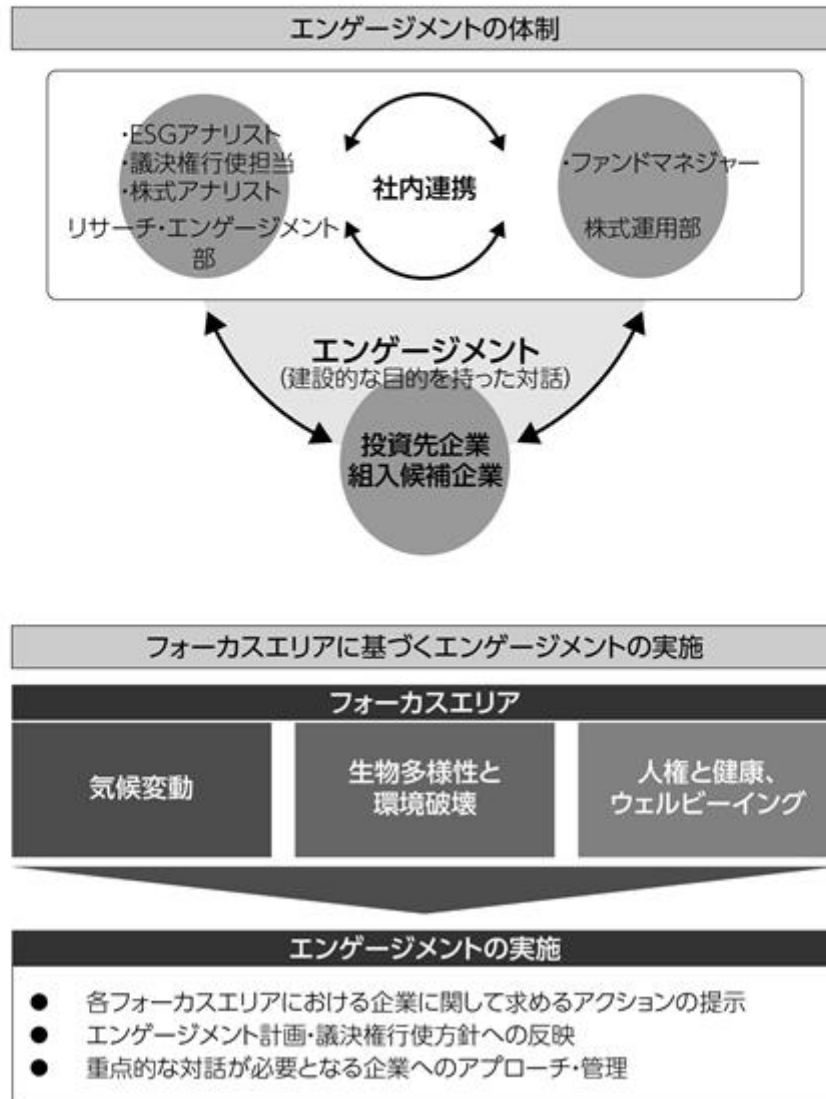 エンゲージメントの体制
・ESGアナリスト
・議決権行使担当
・株式アナリスト
リサーチ・エンゲージメント
部
社内連携
・ファンドマネジャー
株式運用部
エンゲージメント
(建設的な目的を持った対話)
投資先企業
組入候補企業
フォーカスエリアに基づくエンゲージメントの実施
フォーカスエリア
気候変動
生物多様性と
環境破壊
人権と健康、
ウェルビーイング
エンゲージメントの実施
● 各フォーカスエリアにおける企業に関して求めるアクションの提示
● エンゲージメント計画・議決権行使方針への反映
● 重点的な対話が必要となる企業へのアプローチ・管理